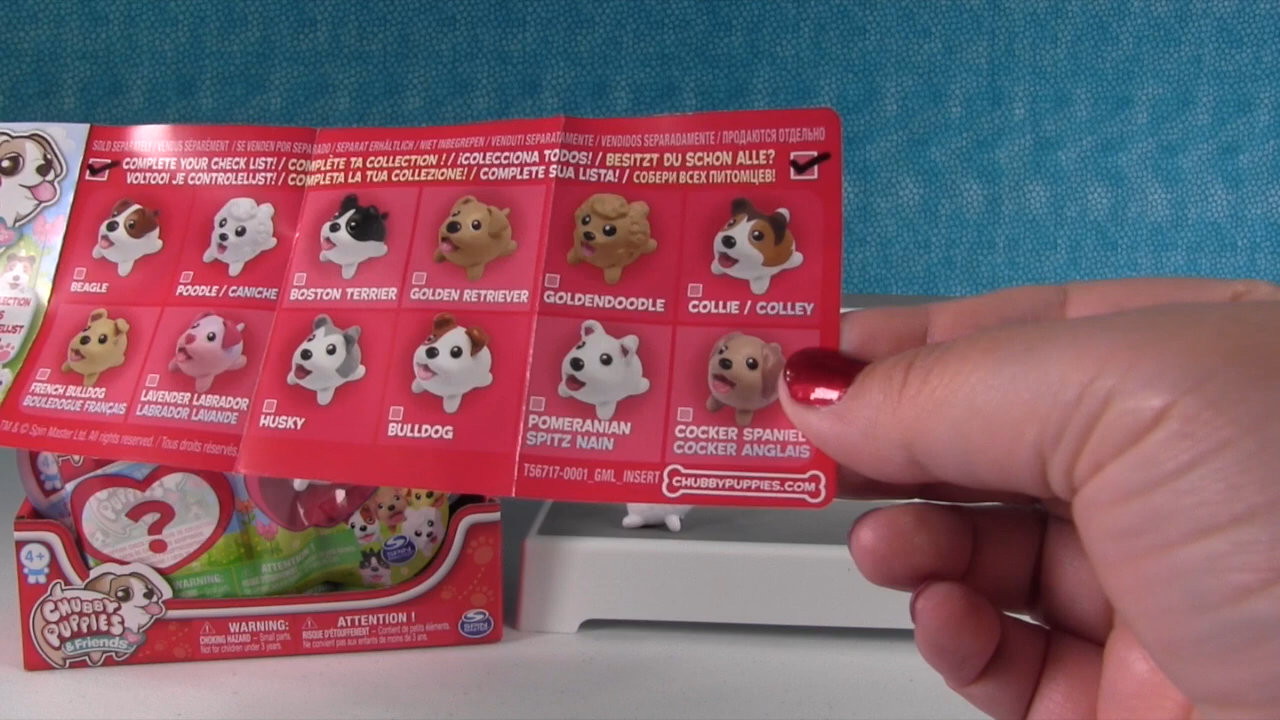 SOLD SEPARATELY / VENDUS SÉPARÉMENT / SE VENDEN POR SEPARADO / SEPARAT ERHÄLTLICH / NIET INBEGREPEN / VENDUTI SEPARATAMENTE / VENDIDOS SEPARADAMENTE / ПРОДАЮТСЯ ОТДЕЛЬНО
COMPLETE YOUR CHECK LIST! / COMPLÈTE TA COLLECTION ! / ¡COLECCIONA TODOS! / BESITZT DU SCHON ALLE?
VOLTOOI JE CONTROLELIJST! / COMPLETA LA TUA COLLEZIONE! / COMPLETE SUA LISTA! / СОБЕРИ ВСЕХ ПИТОМЦЕВ!
BEAGLE
POODLE / CANICHE
BOSTON TERRIER
GOLDEN RETRIEVER
GOLDENDOODLE
COLLIE / COLLEY
FRENCH BULLDOG
BOULEDOGUE FRANÇAIS
LAVENDER LABRADOR
LABRADOR LAVANDE
HUSKY
BULLDOG
POMERANIAN
SPITZ NAIN
COCKER SPANIEL
COCKER ANGLAIS
TM & © Spin Master Ltd. All rights reserved. / Tous droits réservés.
T56717-0001_GML_INSERT
CHUBBYPUPPIES.COM
?
4+
WARNING:
ATTENTION
CHUBBY
PUPPIES
& Friends
WARNING:
CHOKING HAZARD – Small parts.
Not for children under 3 years.
ATTENTION !
RISQUE D'ÉTOUFFEMENT – Contient de petits éléments.
Ne convient pas aux enfants de moins de 3 ans.
SPIN MASTER